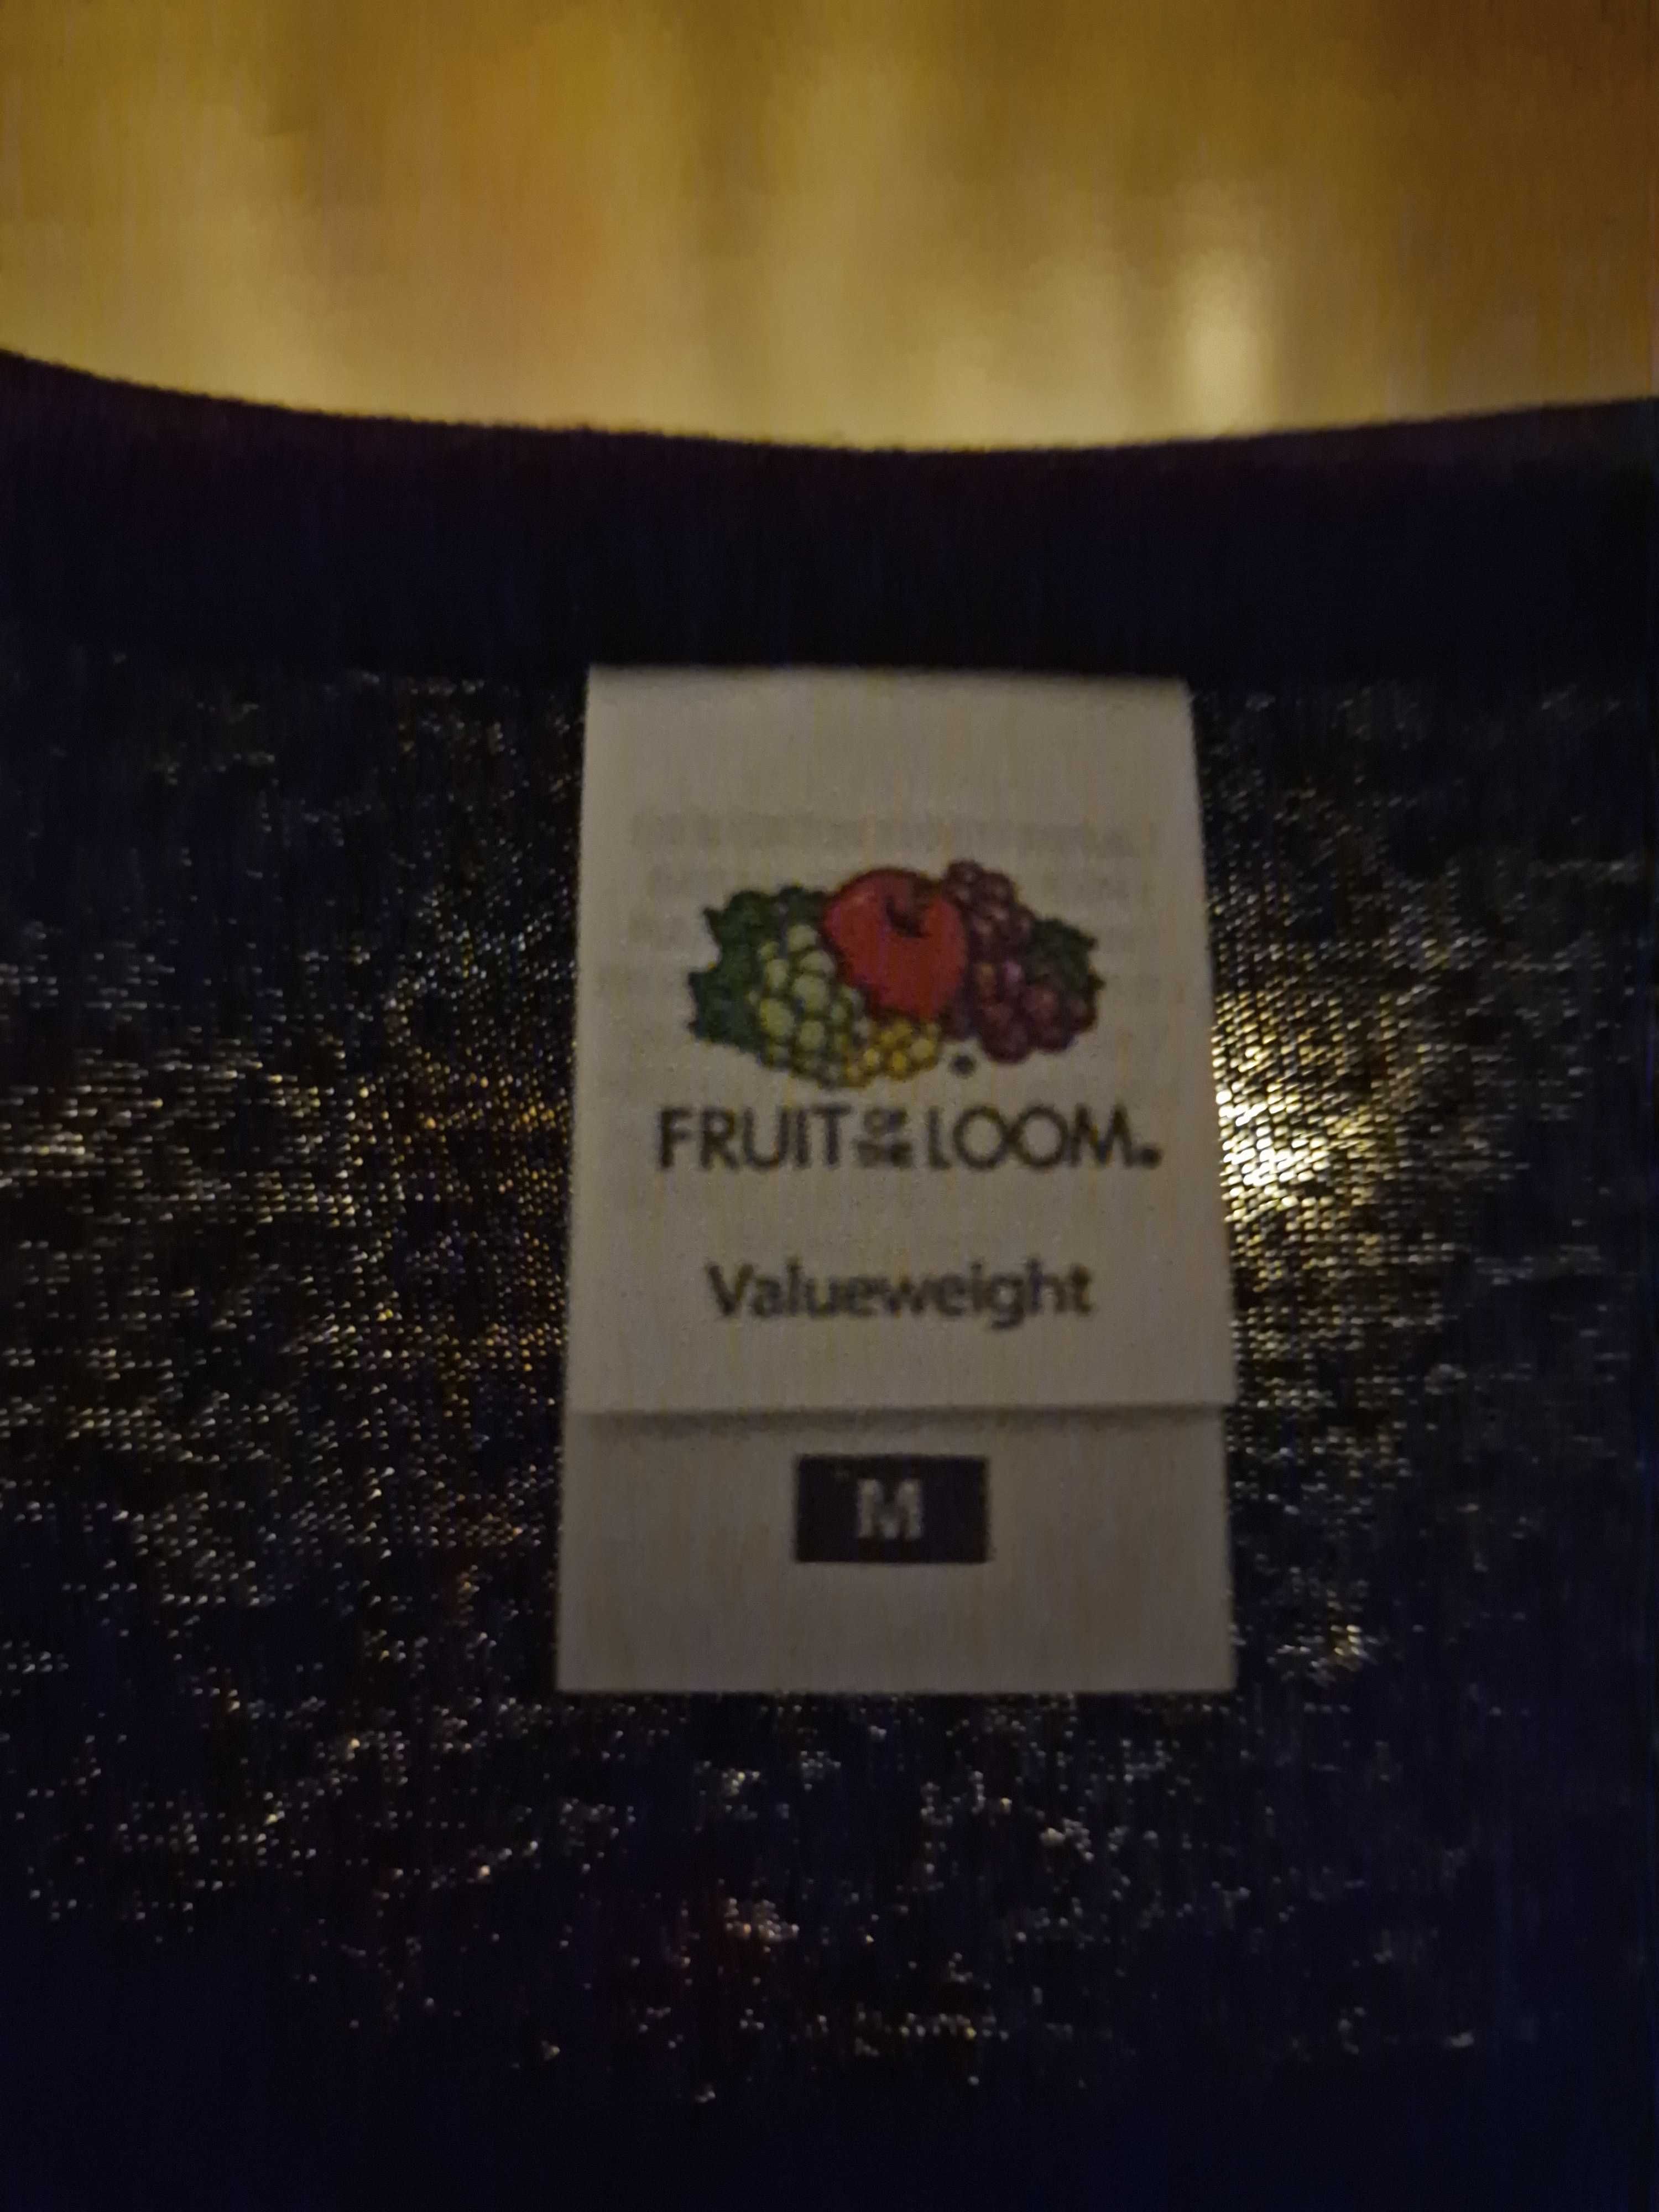 FRUIT OF THE LOOM.
Valueweight
M